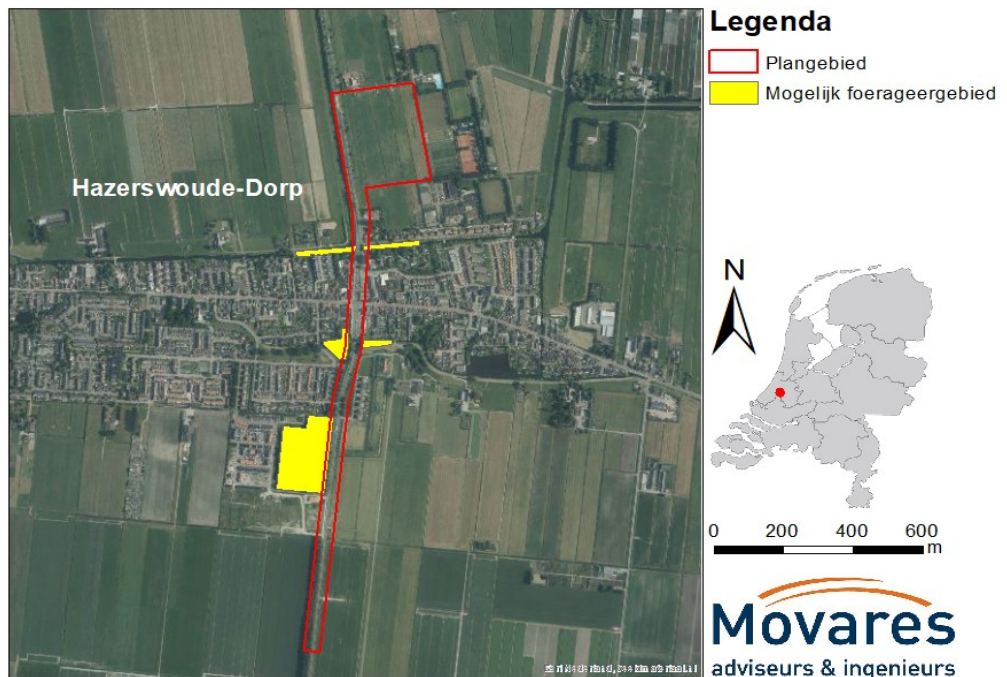 Hazerswoude-Dorp
Legenda
Plangebied
Mogelijk foerageergebied
N
0 200 400 600
m
Movares
adviseurs & ingenieurs